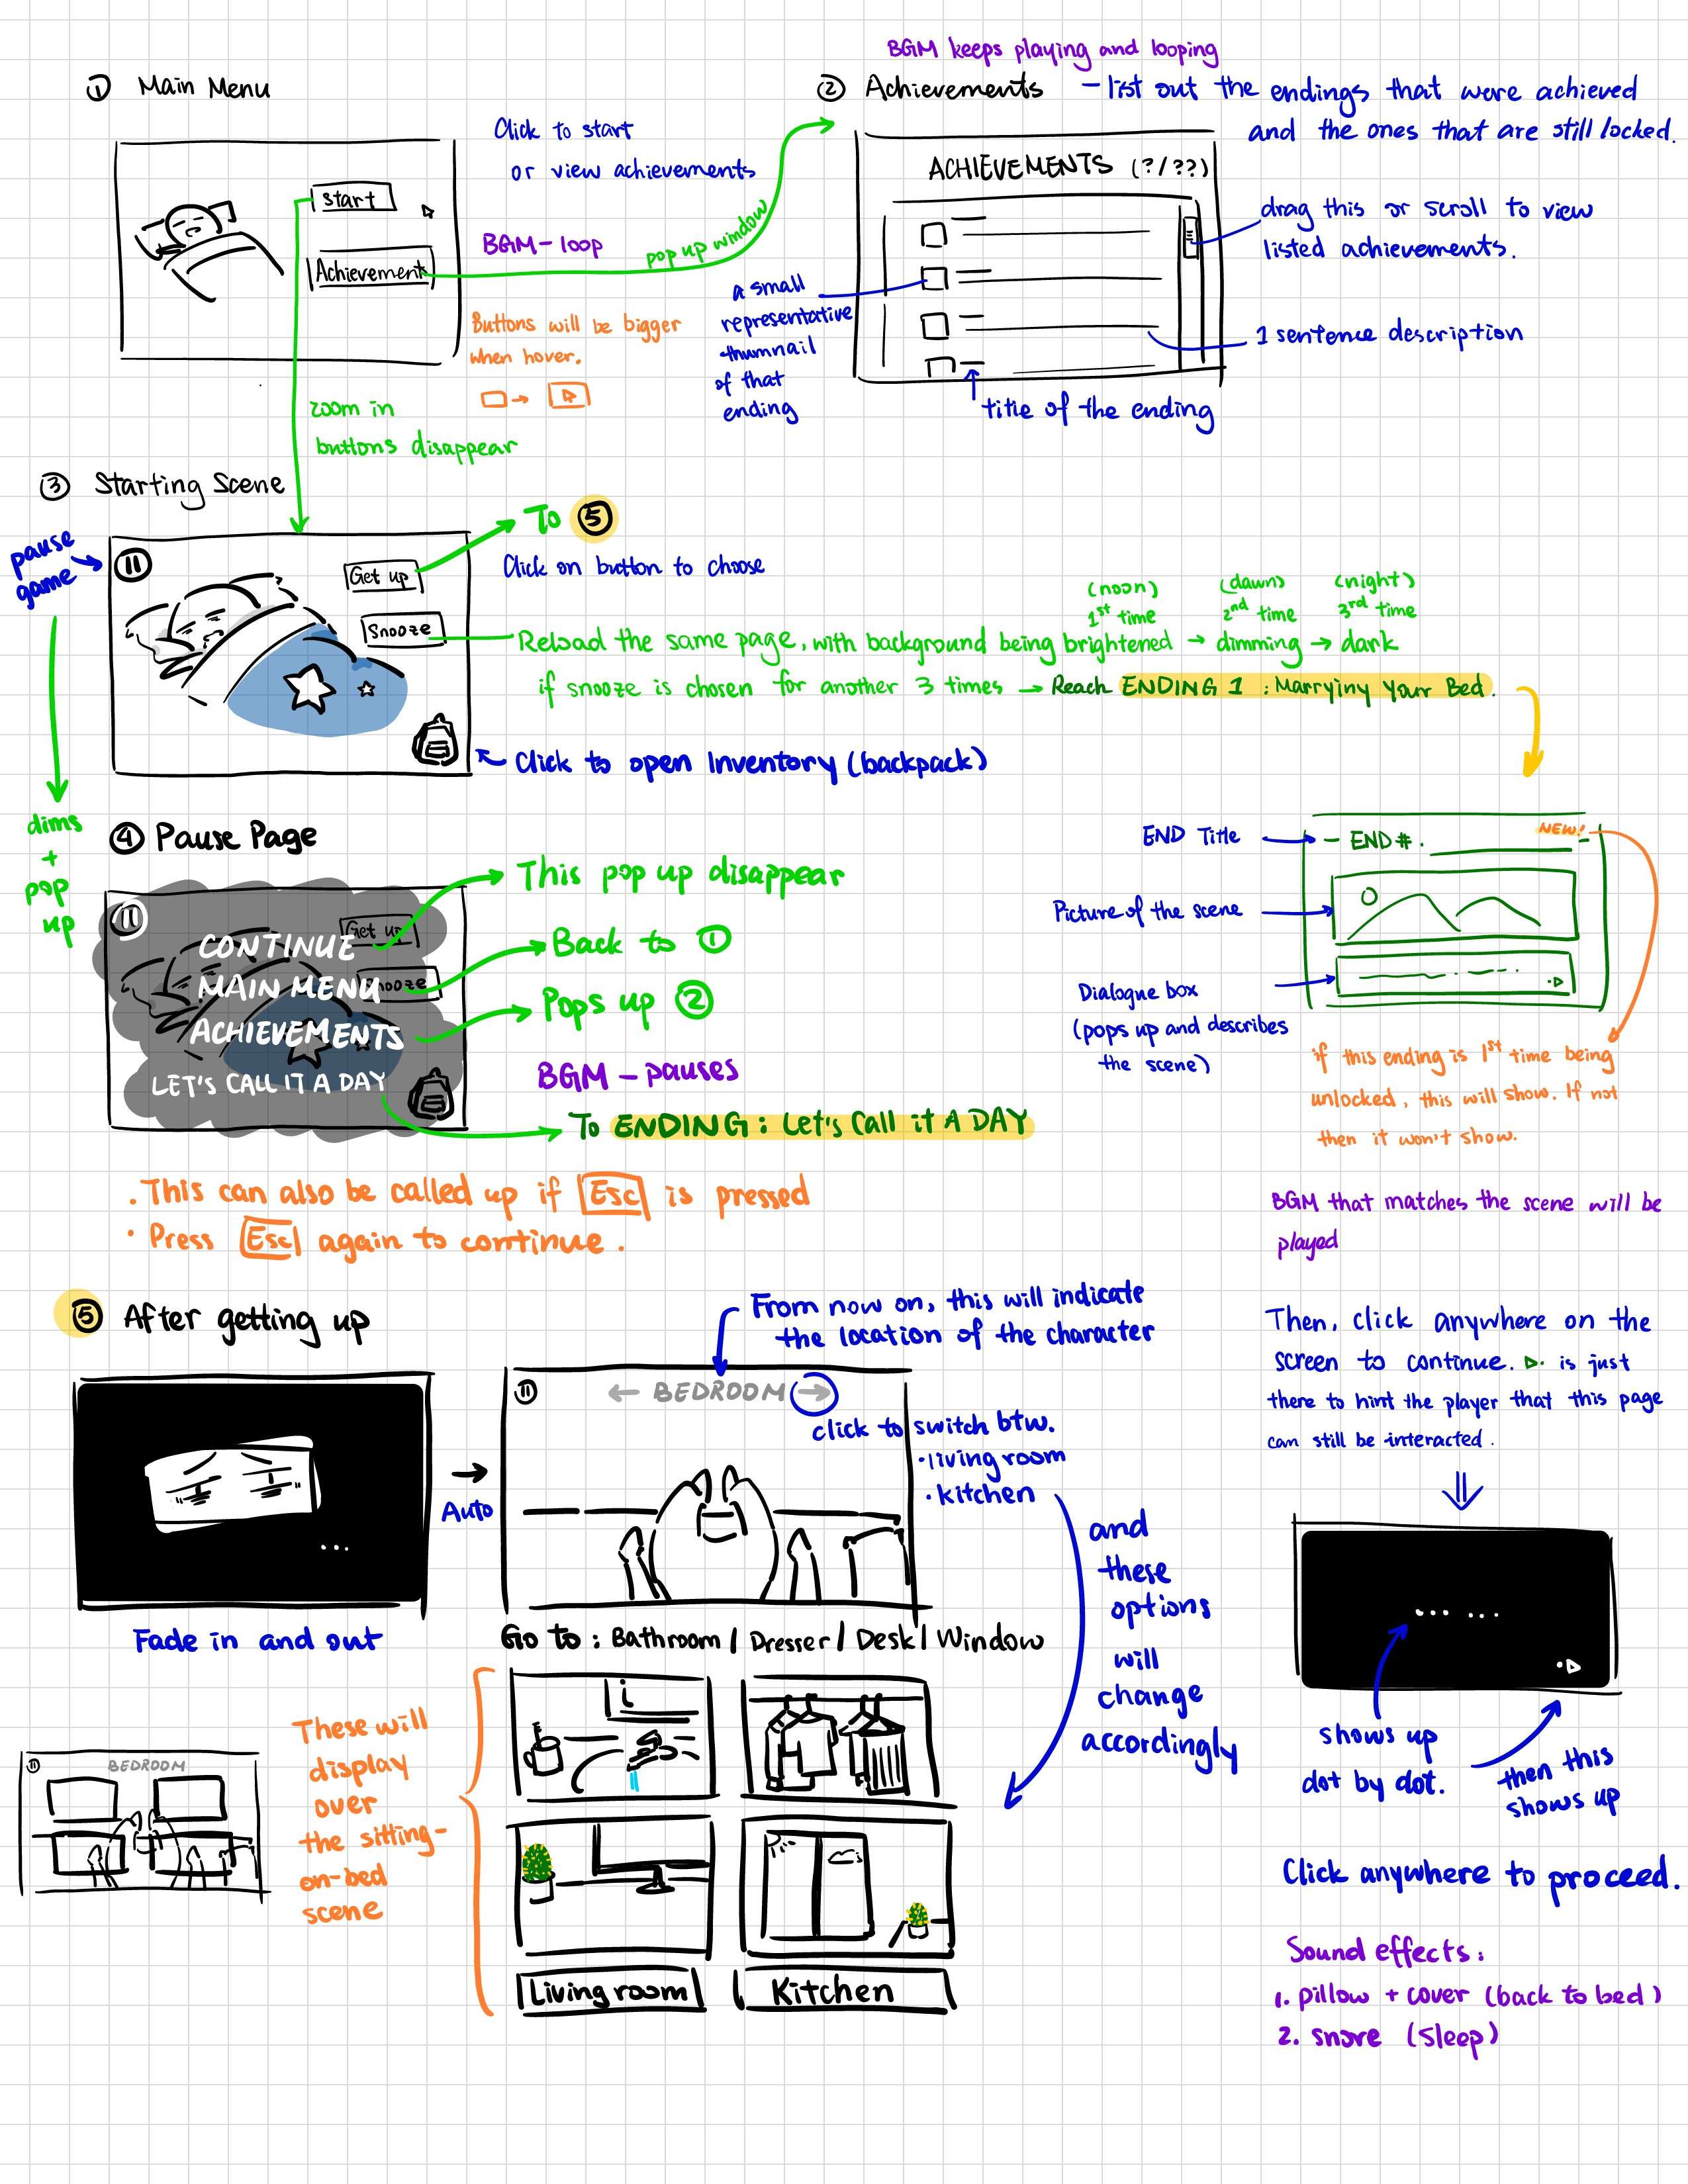 ① Main Menu
start
Achievement
Click to start
or view achievements
BGM - loop
pop up window
Buttons will be bigger
when hover.
zoom in
buttons disappear
BGM keeps playing and looping
② Achievements - list out the endings that were achieved
and the ones that are still locked.
ACHIEVEMENTS (?/??)
drag this or scroll to view
listed achievements.
a small
representative
thumnail
of that
ending
1 sentence description
title of the ending
③ Starting Scene
pause
game
Get up
Snooze
To ⑤
Click on button to choose
(noon) (dawn) (night)
1st time 2nd time 3rd time
Reload the same page, with background being brightened → dimming → dark
if snooze is chosen for another 3 times → Reach ENDING 1 : Marryiny Your Bed.
Click to open Inventory (backpack)
dims
+
pop
up
④ Pause Page
Get up
Snooze
CONTINUE
MAIN MENU
ACHIEVEMENTS
LET'S CALL IT A DAY
This pop up disappear
Back to ①
Pops up ②
BGM - pauses
To ENDING : Let's Call it A DAY
. This can also be called up if Esc is pressed
· Press Esc again to continue.
END Title
- END #.
NEW!
Picture of the scene
Dialogue box
(pops up and describes
the scene)
if this ending is 1st time being
unlocked, this will show. If not
then it won't show.
BGM that matches the scene will be
played
Then, click anywhere on the
screen to continue. ▷. is just
there to hint the player that this page
can still be interacted.
... ...
shows up
dot by dot.
then this
shows up
Click anywhere to proceed.
Sound effects:
1. pillow + cover (back to bed)
2. snore (sleep)
⑤ After getting up
...
Fade in and out
Auto
From now on, this will indicate
the location of the character
← BEDROOM →
click to switch btw.
· living room
· kitchen
and
these
options
will
change
accordingly
Go to : Bathroom / Dresser / Desk / Window
BEDROOM
These will
display
over
the sitting-
on-bed
scene
Living room
Kitchen